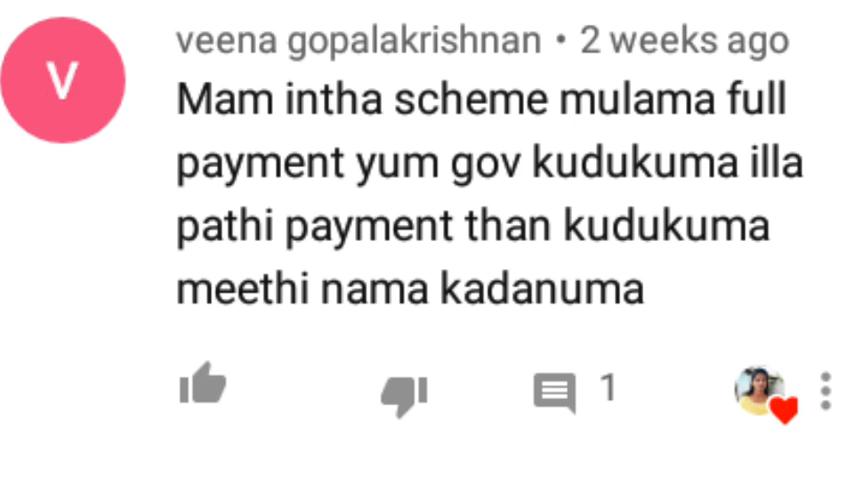 V
veena gopalakrishnan • 2 weeks ago
Mam intha scheme mulama full
payment yum gov kudukuma illa
pathi payment than kudukuma
meethi nama kadanuma
1